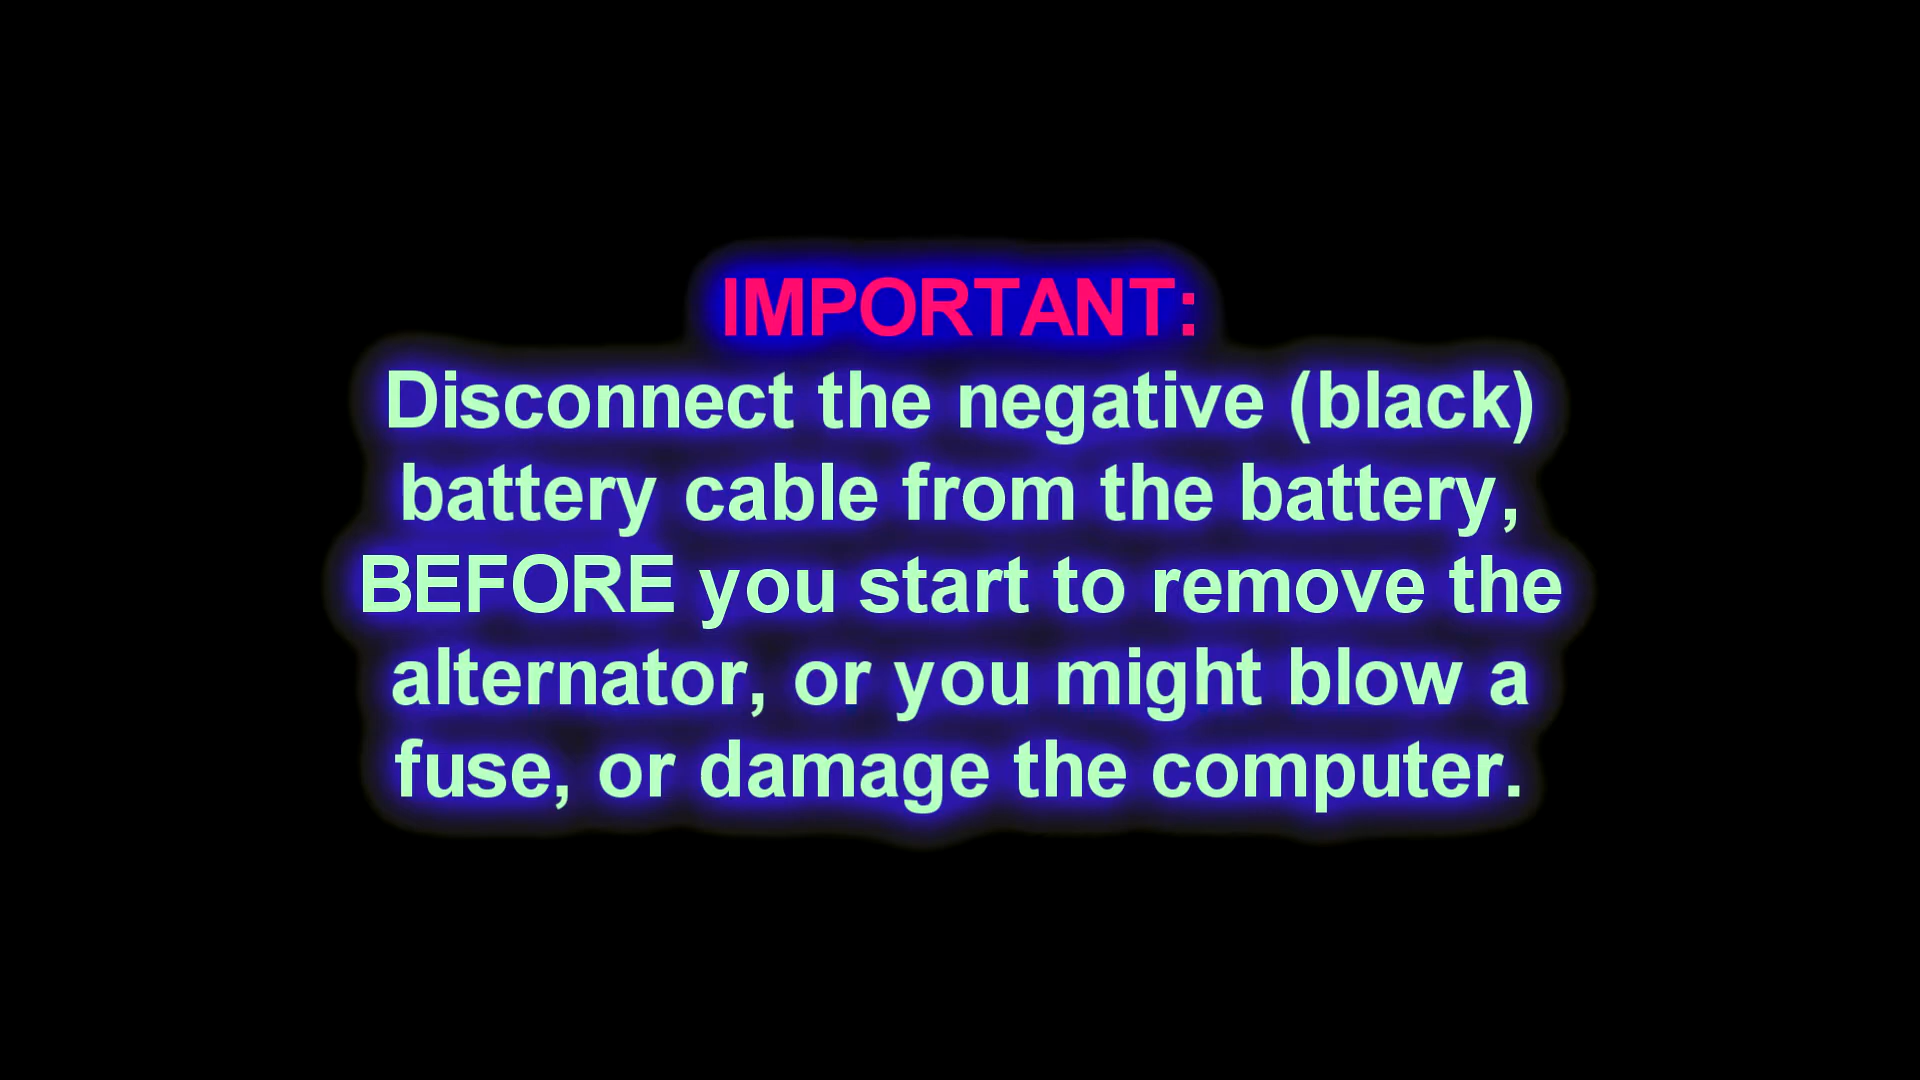 IMPORTANT:
Disconnect the negative (black)
battery cable from the battery,
BEFORE you start to remove the
alternator, or you might blow a
fuse, or damage the computer.